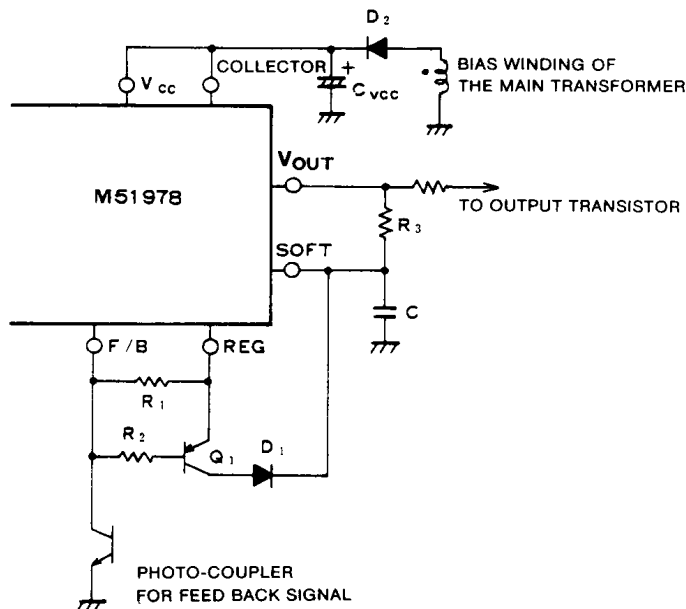 D2
BIAS WINDING OF
THE MAIN TRANSFORMER
VCC
COLLECTOR
+
CVCC
VOUT
M51978
TO OUTPUT TRANSISTOR
R3
SOFT
C
F/B
REG
R1
R2
Q1
D1
PHOTO-COUPLER
FOR FEED BACK SIGNAL